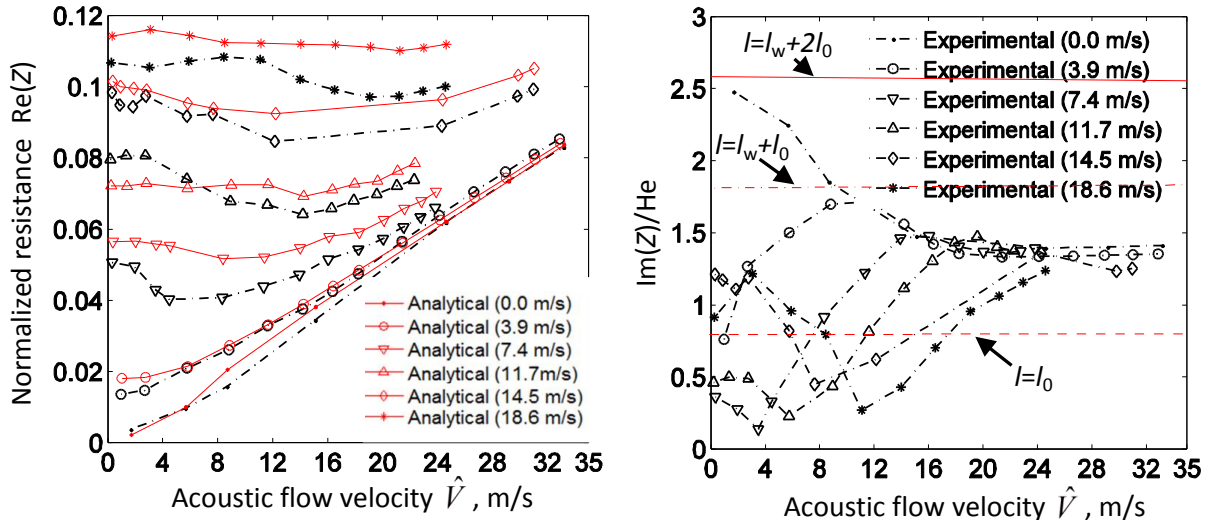 Normalized resistance Re(Z)
0.12
0.1
0.08
0.06
0.04
0.02
0
Analytical (0.0 m/s)
Analytical (3.9 m/s)
Analytical (7.4 m/s)
Analytical (11.7m/s)
Analytical (14.5 m/s)
Analytical (18.6 m/s)
0 4 8 12 16 20 24 28 32 35
Acoustic flow velocity V̂ , m/s
Im(Z)/He
3
2.5
2
1.5
1
0.5
0
l=lw+2l0
l=lw+l0
l=l0
Experimental (0.0 m/s)
Experimental (3.9 m/s)
Experimental (7.4 m/s)
Experimental (11.7 m/s)
Experimental (14.5 m/s)
Experimental (18.6 m/s)
0 4 8 12 16 20 24 28 32 35
Acoustic flow velocity V̂ , m/s